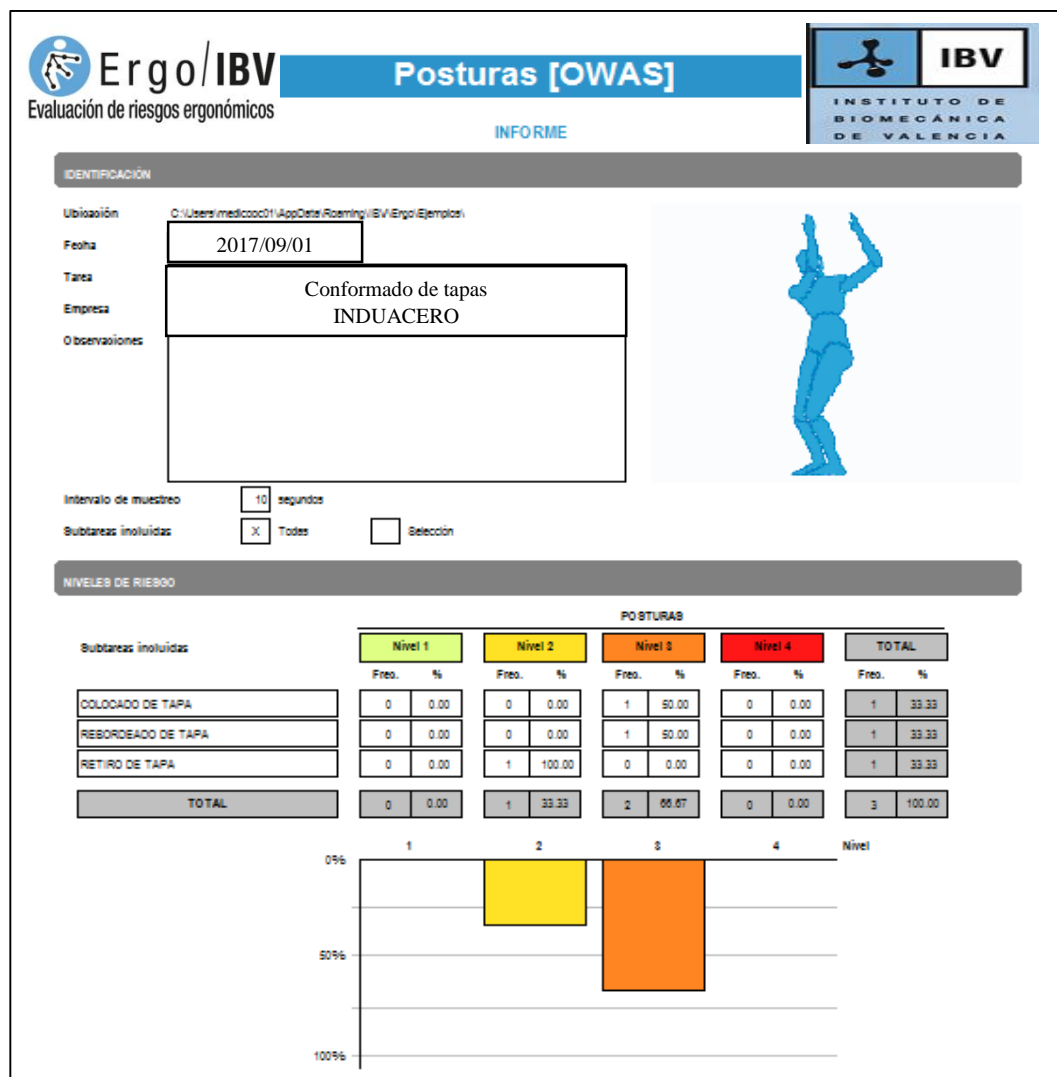 Ergo/IBV
Evaluación de riesgos ergonómicos
Posturas [OWAS]
INFORME
IBV
INSTITUTO DE
BIOMECÁNICA
DE VALENCIA
IDENTIFICACIÓN
Ubicación C:\Users\medicooc01\AppData\Roaming\IBV\Ergo\Ejemplos\
Fecha 2017/09/01
Tarea Conformado de tapas
Empresa INDUACERO
Observaciones
Intervalo de muestreo 10 segundos
Subtareas incluidas X Todas Selección
NIVELES DE RIESGO
POSTURAS
Subtareas incluidas Nivel 1 Nivel 2 Nivel 3 Nivel 4 TOTAL
Frec. % Frec. % Frec. % Frec. % Frec. %
COLOCADO DE TAPA 0 0.00 0 0.00 1 50.00 0 0.00 1 33.33
REBORDEADO DE TAPA 0 0.00 0 0.00 1 50.00 0 0.00 1 33.33
RETIRO DE TAPA 0 0.00 1 100.00 0 0.00 0 0.00 1 33.33
TOTAL 0 0.00 1 33.33 2 66.67 0 0.00 3 100.00
1 2 3 4 Nivel
0%
50%
100%